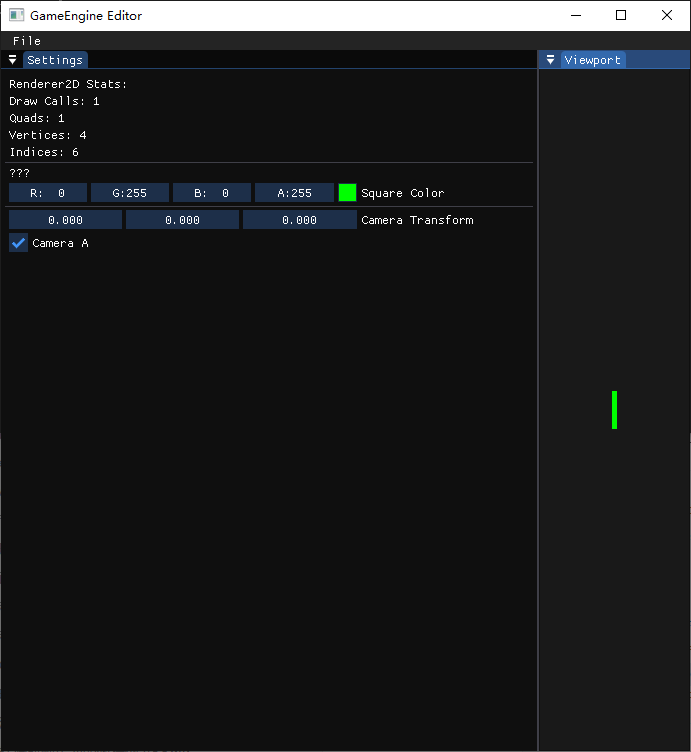 GameEngine Editor
File
Settings
Renderer2D Stats:
Draw Calls: 1
Quads: 1
Vertices: 4
Indices: 6
???
R:  0 G:255 B:  0 A:255 Square Color
0.000 0.000 0.000 Camera Transform
Camera A
Viewport